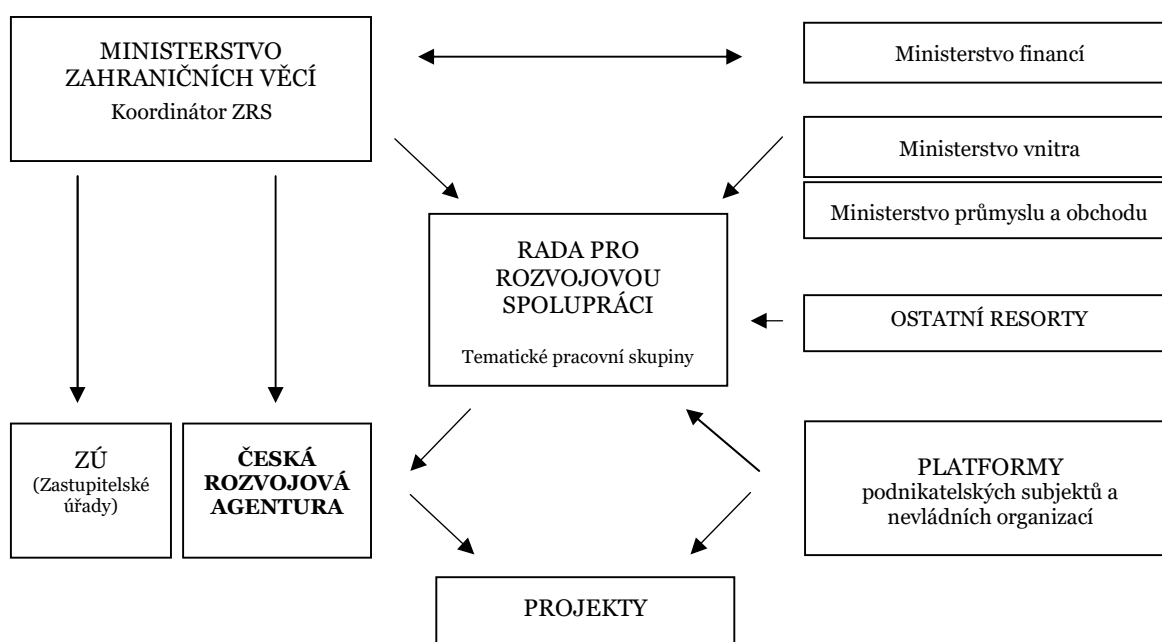 MINISTERSTVO
ZAHRANIČNÍCH VĚCÍ
Koordinátor ZRS
Ministerstvo financí
Ministerstvo vnitra
Ministerstvo průmyslu a obchodu
RADA PRO
ROZVOJOVOU
SPOLUPRÁCI
Tematické pracovní skupiny
OSTATNÍ RESORTY
ZÚ
(Zastupitelské
úřady)
ČESKÁ
ROZVOJOVÁ
AGENTURA
PLATFORMY
podnikatelských subjektů a
nevládních organizací
PROJEKTY